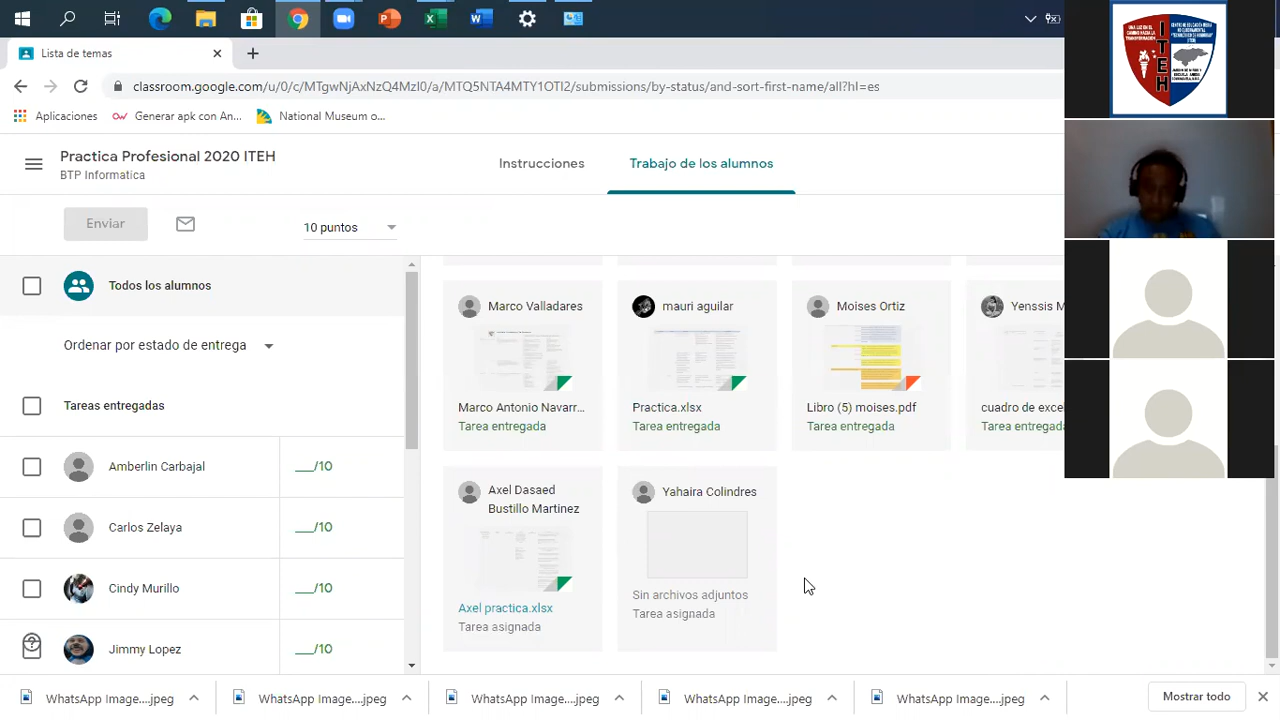 Lista de temas
classroom.google.com/u/0/c/MTgwNjAxNzQ4MzI0/a/MTQ5NTA4MTY1OTI2/submissions/by-status/and-sort-first-name/all?hl=es
Aplicaciones
Generar apk con An...
National Museum o...
Practica Profesional 2020 ITEH
BTP Informatica
Instrucciones
Trabajo de los alumnos
Enviar
10 puntos
Todos los alumnos
Ordenar por estado de entrega
Tareas entregadas
Amberlin Carbajal
__/10
Carlos Zelaya
__/10
Cindy Murillo
__/10
Jimmy Lopez
__/10
Marco Valladares
Marco Antonio Navarr...
Tarea entregada
mauri aguilar
Practica.xlsx
Tarea entregada
Moises Ortiz
Libro (5) moises.pdf
Tarea entregada
Yenssis M
cuadro de exce
Tarea entregada
Axel Dasaed
Bustillo Martinez
Axel practica.xlsx
Tarea asignada
Yahaira Colindres
Sin archivos adjuntos
Tarea asignada
ITEH
WhatsApp Image....jpeg
WhatsApp Image....jpeg
WhatsApp Image....jpeg
WhatsApp Image....jpeg
WhatsApp Image....jpeg
Mostrar todo